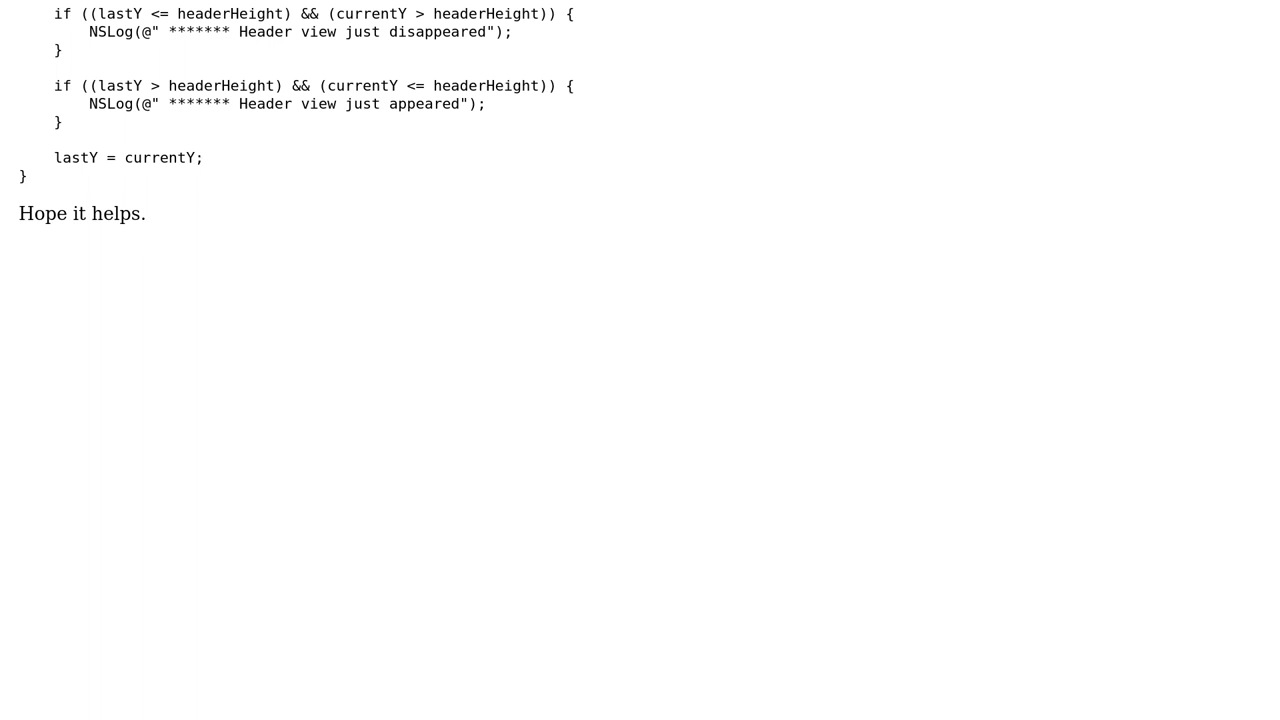 if ((lastY <= headerHeight) && (currentY > headerHeight)) {
        NSLog(@" ******* Header view just disappeared");
    }

    if ((lastY > headerHeight) && (currentY <= headerHeight)) {
        NSLog(@" ******* Header view just appeared");
    }

    lastY = currentY;
}
Hope it helps.